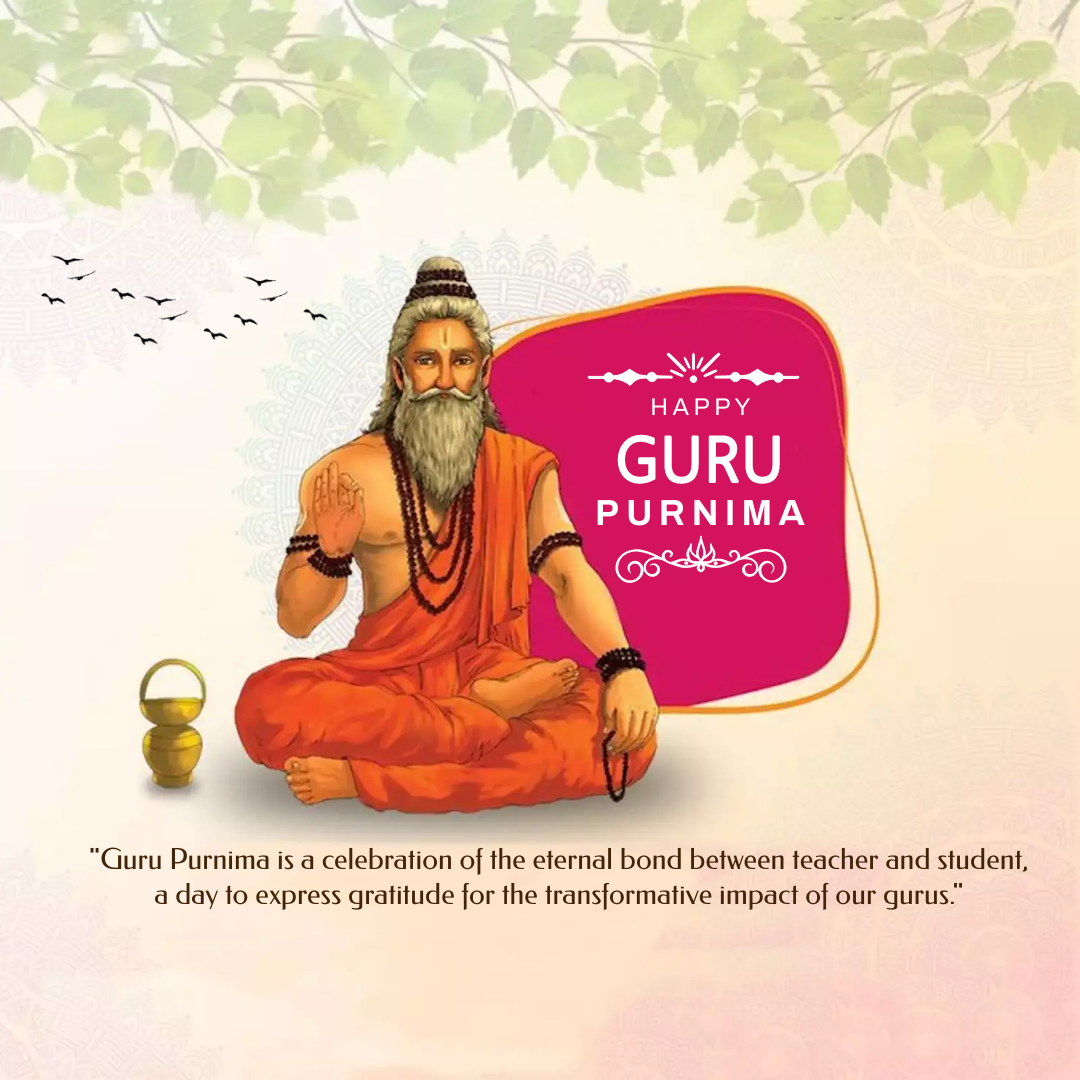 HAPPY
GURU
PURNIMA
"Guru Purnima is a celebration of the eternal bond between teacher and student,
a day to express gratitude for the transformative impact of our gurus."